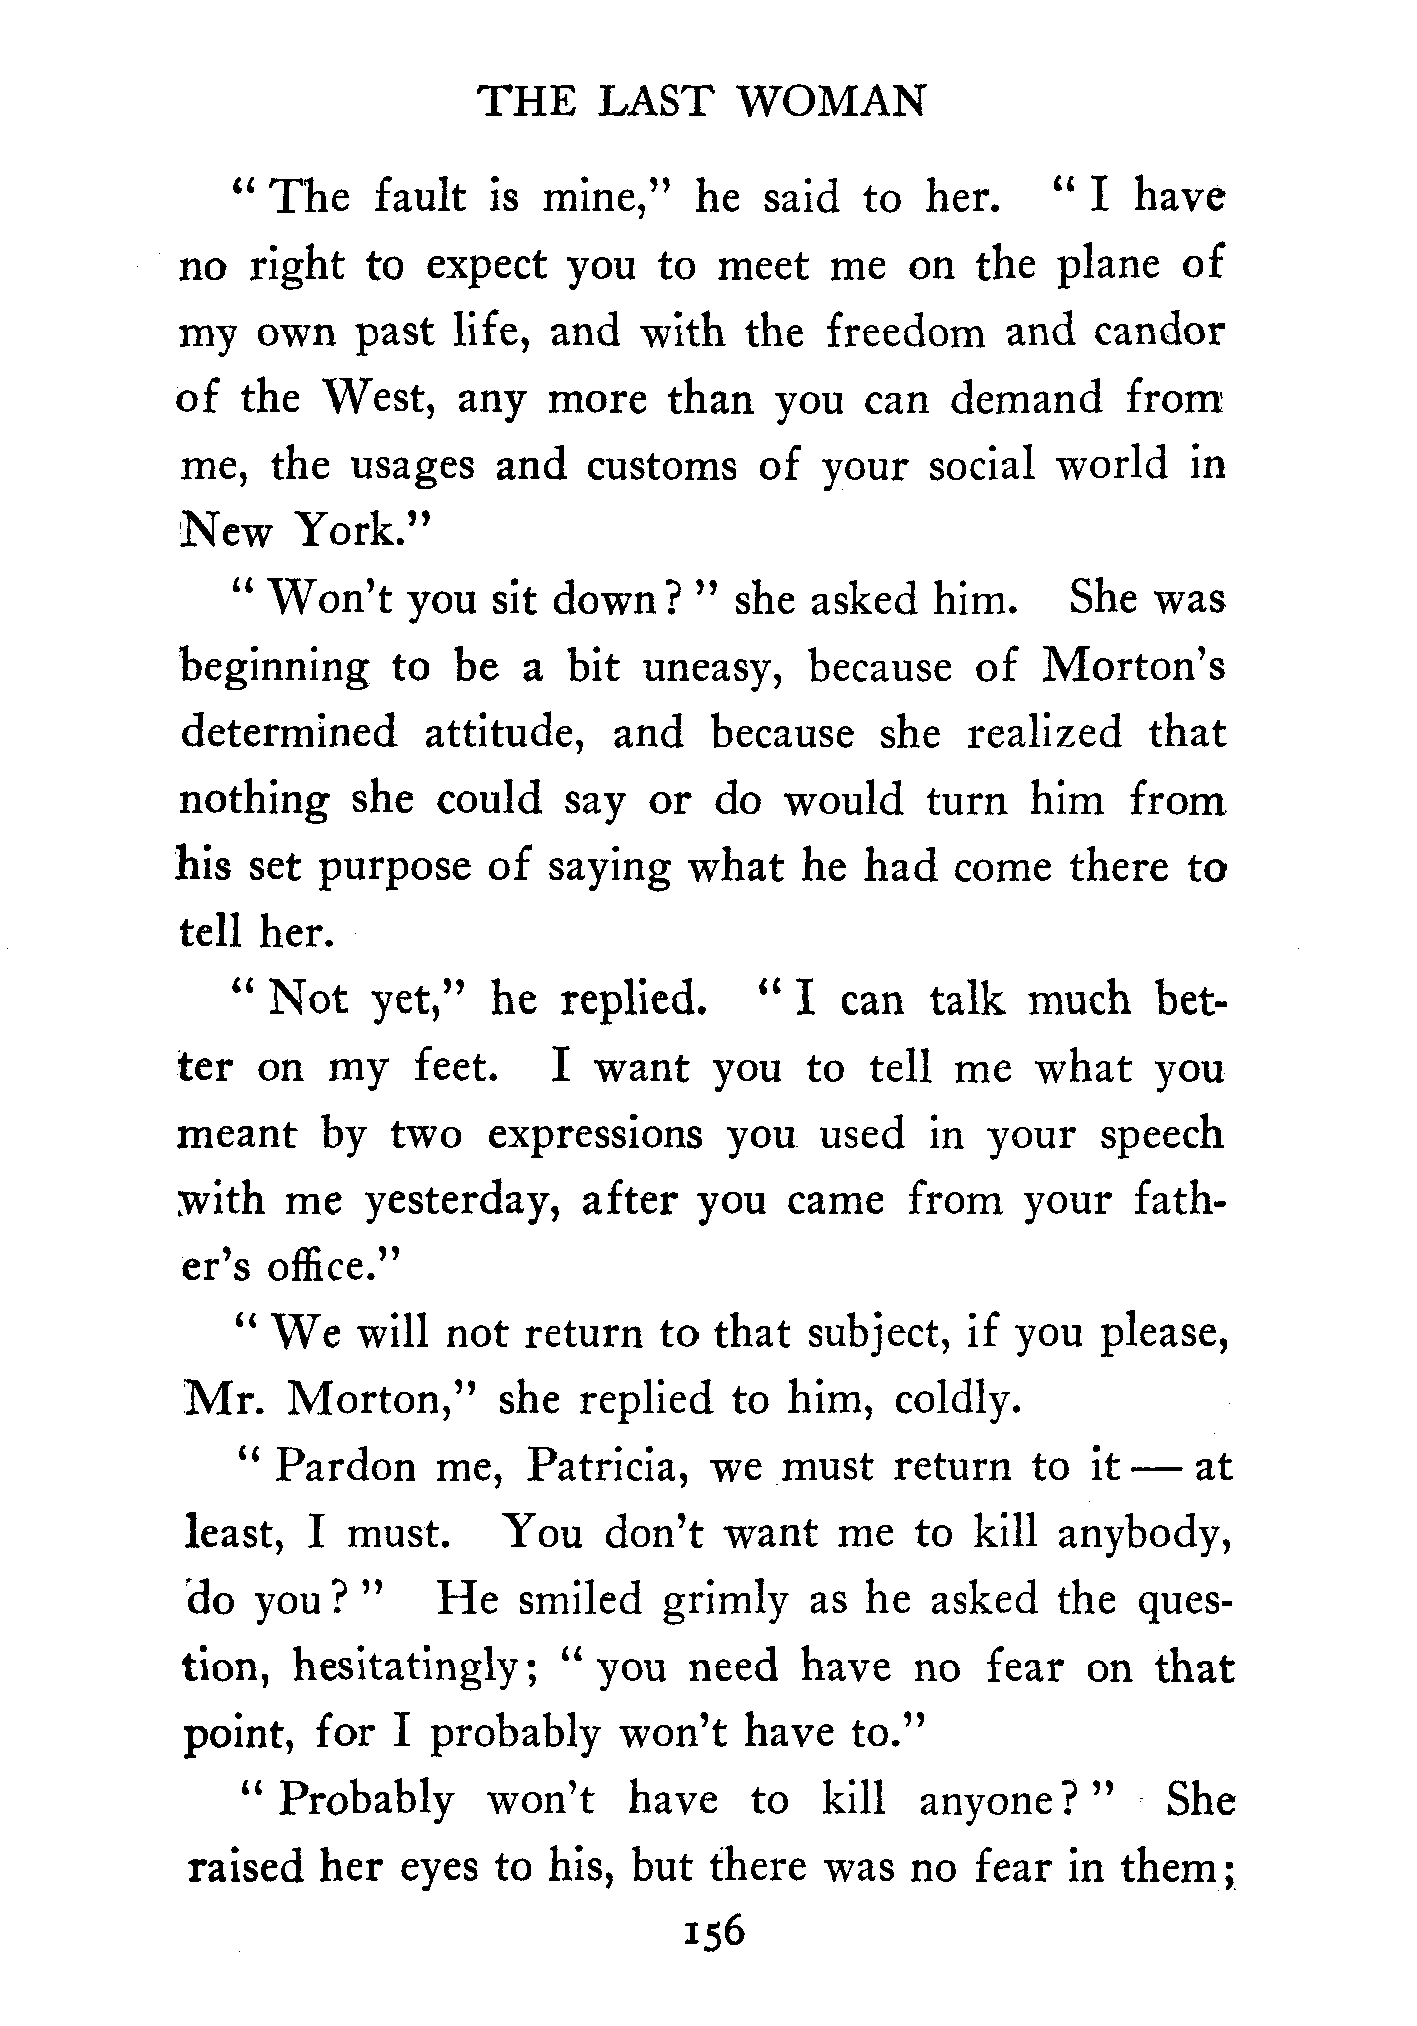 THE LAST WOMAN
“ The fault is mine,” he said to her. “ I have
no right to expect you to meet me on the plane of
my own past life, and with the freedom and candor
of the West, any more than you can demand from
me, the usages and customs of your social world in
New York.”
“ Won’t you sit down? ” she asked him. She was
beginning to be a bit uneasy, because of Morton’s
determined attitude, and because she realized that
nothing she could say or do would turn him from
his set purpose of saying what he had come there to
tell her.
“ Not yet,” he replied. “ I can talk much bet-
ter on my feet. I want you to tell me what you
meant by two expressions you used in your speech
with me yesterday, after you came from your fath-
er’s office.”
“ We will not return to that subject, if you please,
Mr. Morton,” she replied to him, coldly.
“ Pardon me, Patricia, we must return to it — at
least, I must. You don’t want me to kill anybody,
do you? ” He smiled grimly as he asked the ques-
tion, hesitatingly; “ you need have no fear on that
point, for I probably won’t have to.”
“ Probably won’t have to kill anyone? ” She
raised her eyes to his, but there was no fear in them;
156